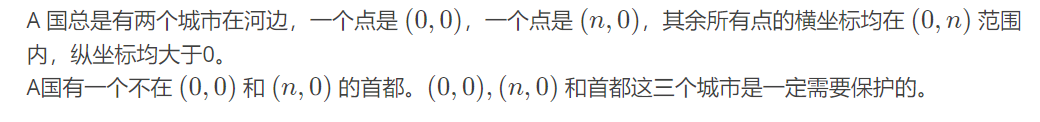 A 国总是有两个城市在河边，一个点是 (0, 0)，一个点是 (n, 0)，其余所有点的横坐标均在 (0, n) 范围
内，纵坐标均大于0。
A国有一个不在 (0, 0) 和 (n, 0) 的首都。(0, 0), (n, 0) 和首都这三个城市是一定需要保护的。